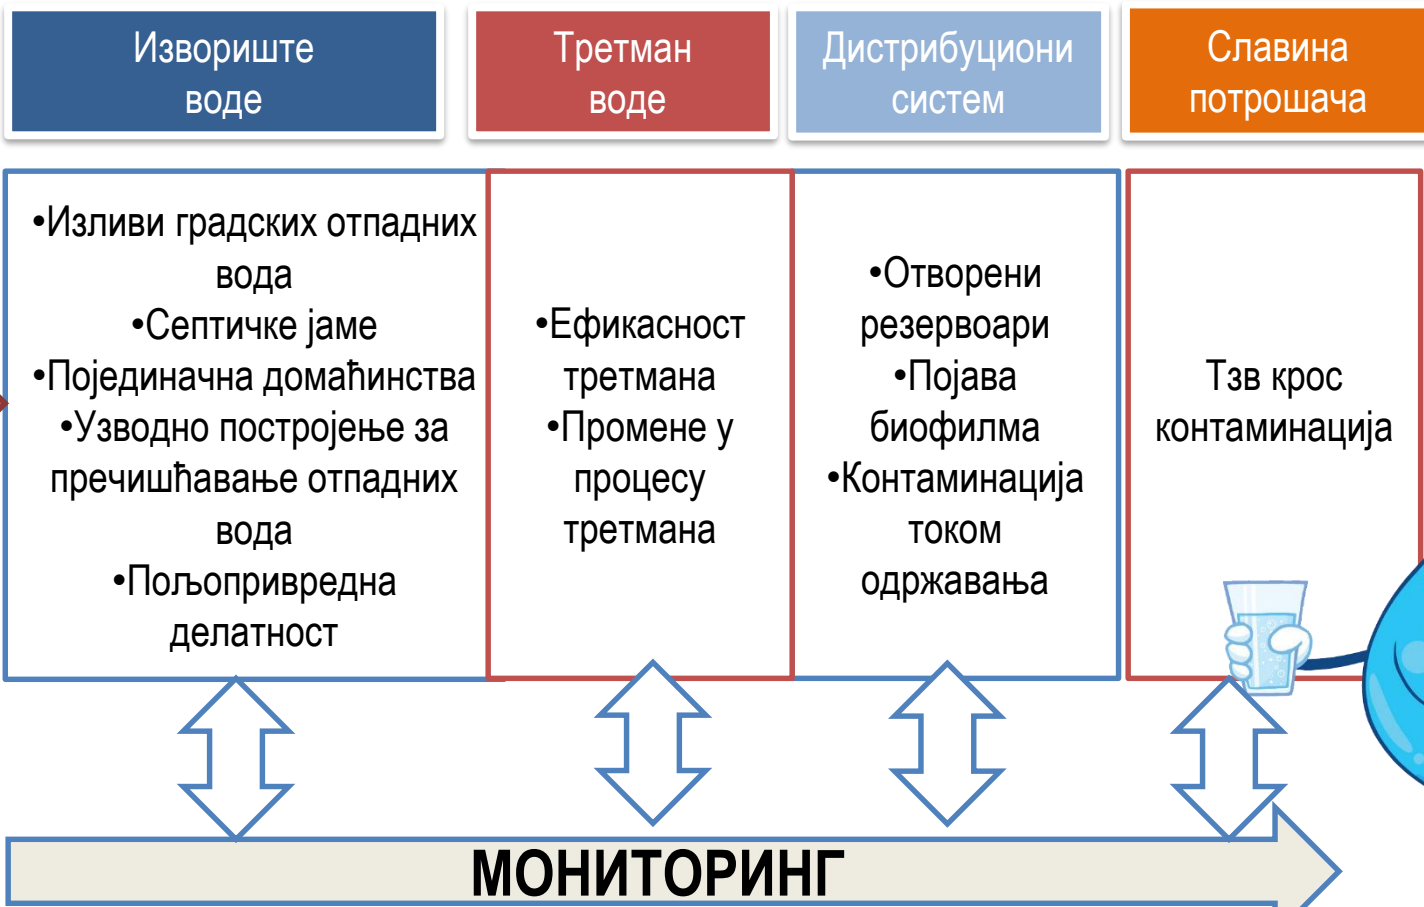 Извориште
воде
Третман
воде
Дистрибуциони
систем
Славина
потрошача
•Изливи градских отпадних
вода
•Септичке јаме
•Појединачна домаћинства
•Узводно постројење за
пречишћавање отпадних
вода
•Пољопривредна
делатност
•Ефикасност
третмана
•Промене у
процесу
третмана
•Отворени
резервоари
•Појава
биофилма
•Контаминација
током
одржавања
Тзв крос
контаминација
МОНИТОРИНГ